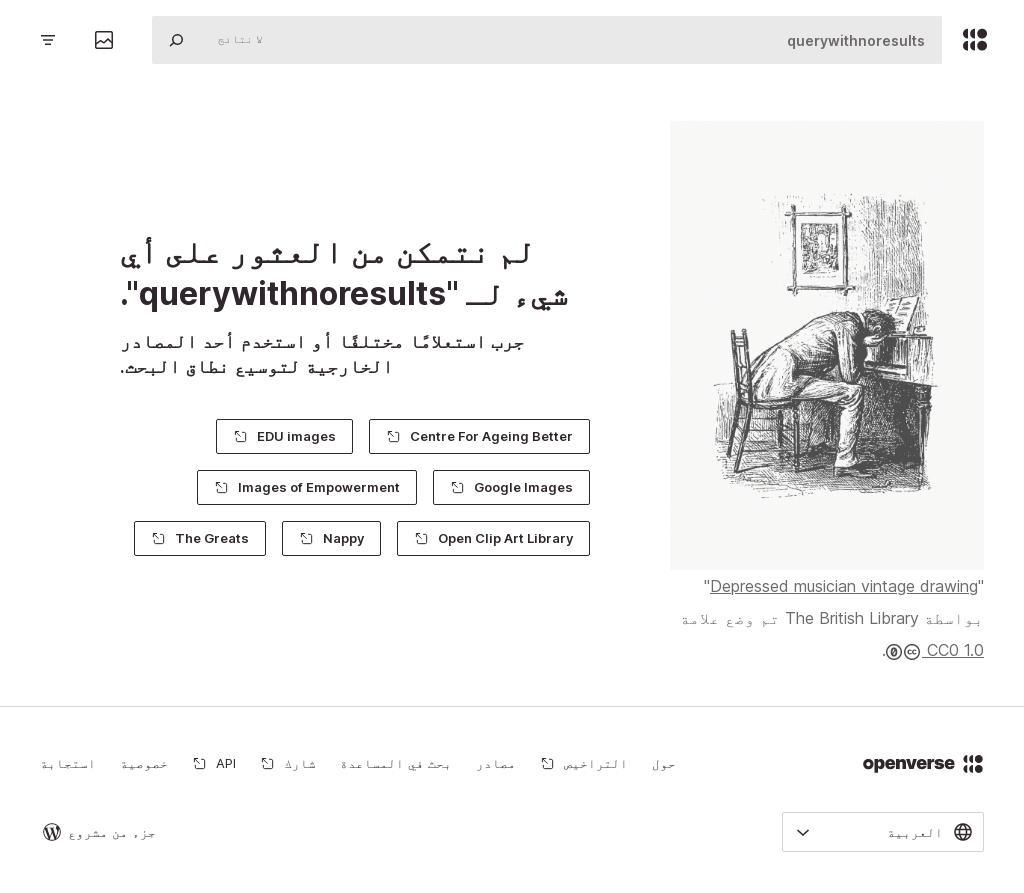 querywithnoresults
لا نتائج
لم نتمكن من العثور على أي
شيء لـ "querywithnoresults".
جرب استعلامًا مختلفًا أو استخدم أحد المصادر
الخارجية لتوسيع نطاق البحث.
Centre For Ageing Better
EDU images
Google Images
Images of Empowerment
Open Clip Art Library
Nappy
The Greats
"Depressed musician vintage drawing"
بواسطة The British Library تم وضع علامة
CC0 1.0.
openverse
حول
التراخيص
مصادر
بحث في المساعدة
شارك
API
خصوصية
استجابة
العربية
جزء من مشروع